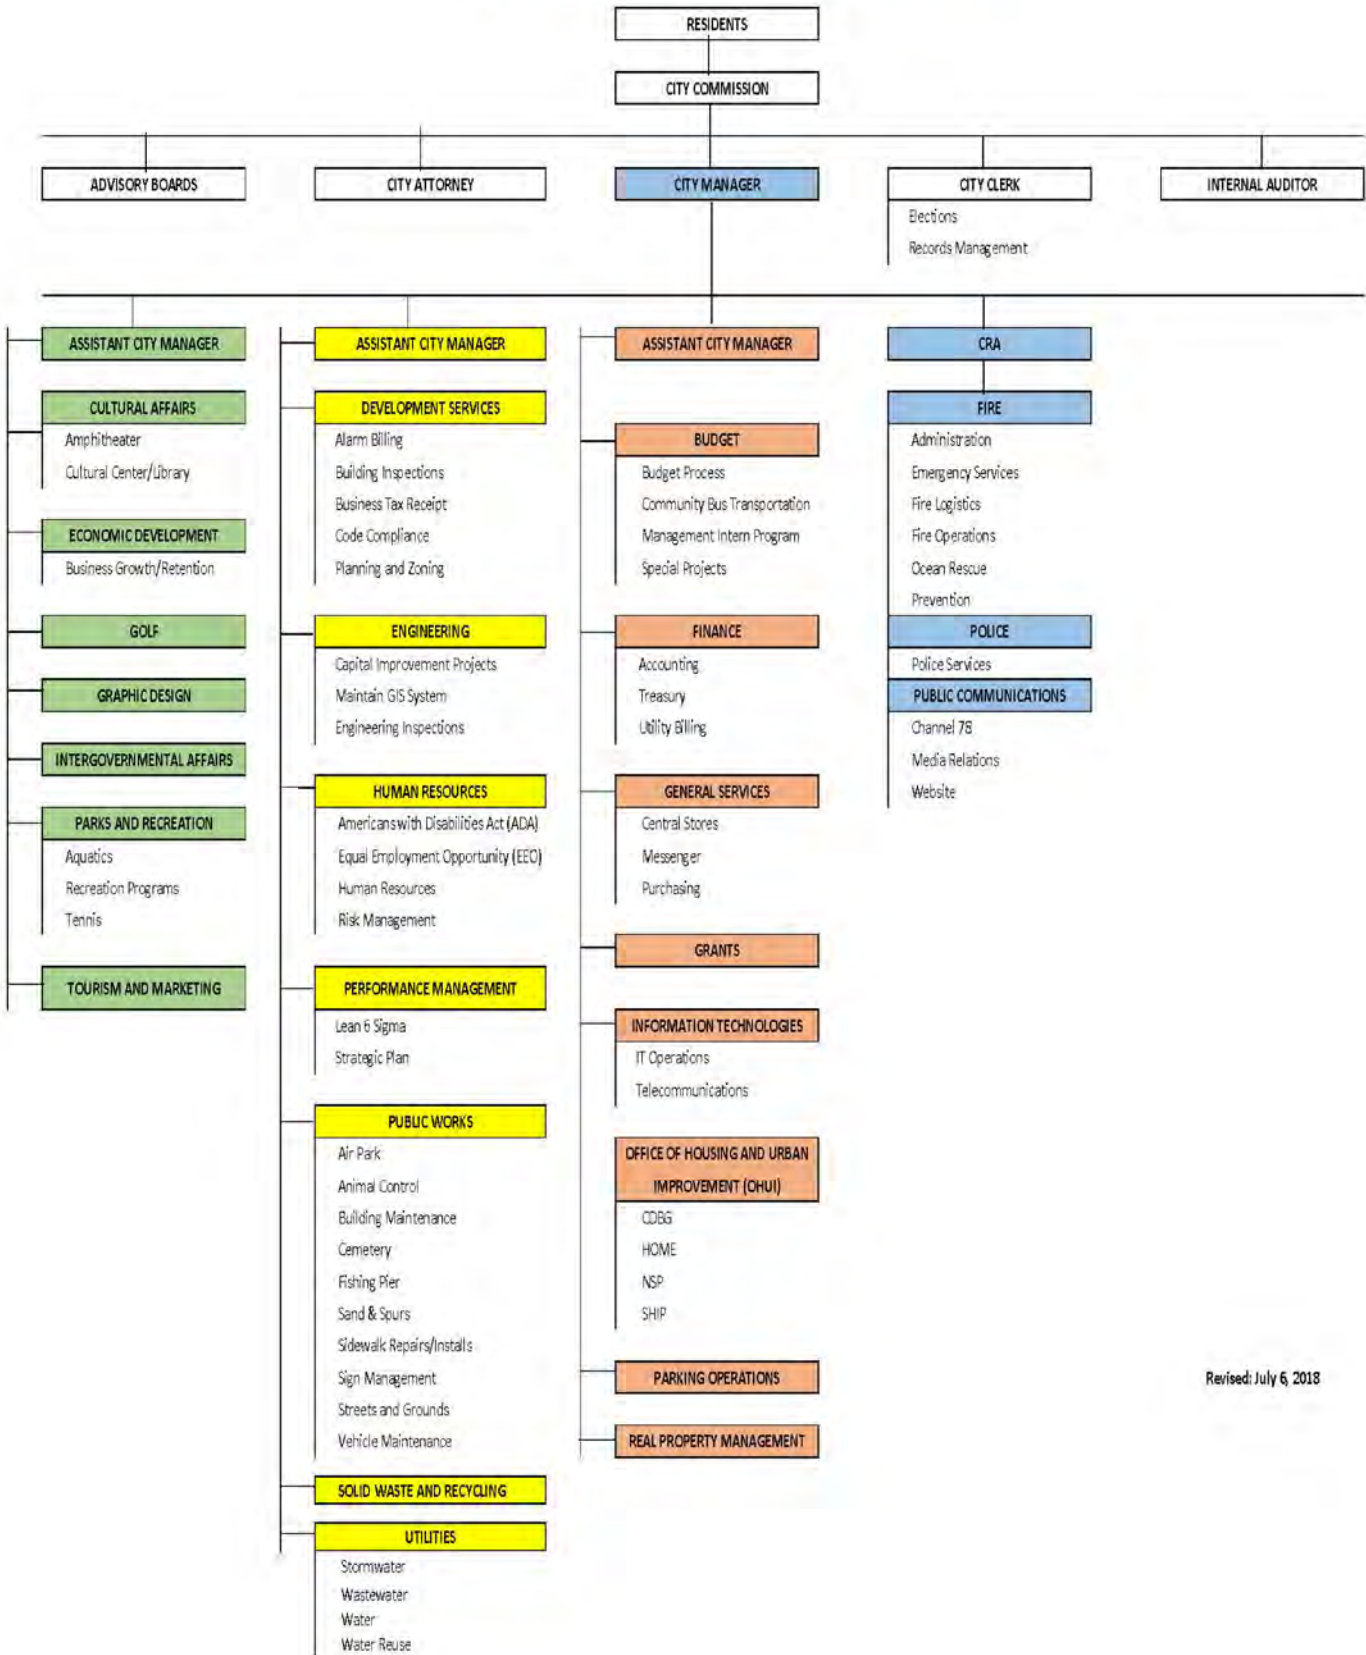 RESIDENTS
CITY COMMISSION
ADVISORY BOARDS
CITY ATTORNEY
CITY MANAGER
CITY CLERK
Elections
Records Management
INTERNAL AUDITOR
ASSISTANT CITY MANAGER
CULTURAL AFFAIRS
Amphitheater
Cultural Center/Library
ECONOMIC DEVELOPMENT
Business Growth/Retention
GOLF
GRAPHIC DESIGN
INTERGOVERNMENTAL AFFAIRS
PARKS AND RECREATION
Aquatics
Recreation Programs
Tennis
TOURISM AND MARKETING
ASSISTANT CITY MANAGER
DEVELOPMENT SERVICES
Alarm Billing
Building Inspections
Business Tax Receipt
Code Compliance
Planning and Zoning
ENGINEERING
Capital Improvement Projects
Maintain GIS System
Engineering Inspections
HUMAN RESOURCES
Americans with Disabilities Act (ADA)
Equal Employment Opportunity (EEO)
Human Resources
Risk Management
PERFORMANCE MANAGEMENT
Lean 6 Sigma
Strategic Plan
PUBLIC WORKS
Air Park
Animal Control
Building Maintenance
Cemetery
Fishing Pier
Sand & Spurs
Sidewalk Repairs/Installs
Sign Management
Streets and Grounds
Vehicle Maintenance
SOLID WASTE AND RECYCLING
UTILITIES
Stormwater
Wastewater
Water
Water Reuse
ASSISTANT CITY MANAGER
BUDGET
Budget Process
Community Bus Transportation
Management Intern Program
Special Projects
FINANCE
Accounting
Treasury
Utility Billing
GENERAL SERVICES
Central Stores
Messenger
Purchasing
GRANTS
INFORMATION TECHNOLOGIES
IT Operations
Telecommunications
OFFICE OF HOUSING AND URBAN
IMPROVEMENT (OHUI)
CDBG
HOME
NSP
SHIP
PARKING OPERATIONS
REAL PROPERTY MANAGEMENT
CRA
FIRE
Administration
Emergency Services
Fire Logistics
Fire Operations
Ocean Rescue
Prevention
POLICE
Police Services
PUBLIC COMMUNICATIONS
Channel 78
Media Relations
Website
Revised: July 6, 2018